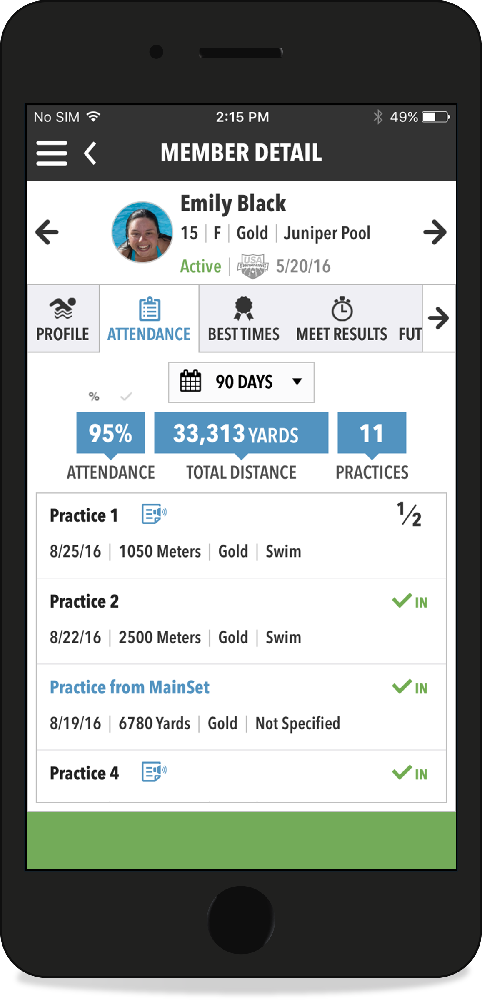 No SIM 2:15 PM 49%
MEMBER DETAIL
Emily Black
15 | F | Gold | Juniper Pool
Active | USA SWIMMING 5/20/16
PROFILE ATTENDANCE BEST TIMES MEET RESULTS FUT
90 DAYS
%
95% 33,313 YARDS 11
ATTENDANCE TOTAL DISTANCE PRACTICES
Practice 1 1/2
8/25/16 | 1050 Meters | Gold | Swim
Practice 2 IN
8/22/16 | 2500 Meters | Gold | Swim
Practice from MainSet IN
8/19/16 | 6780 Yards | Gold | Not Specified
Practice 4 IN